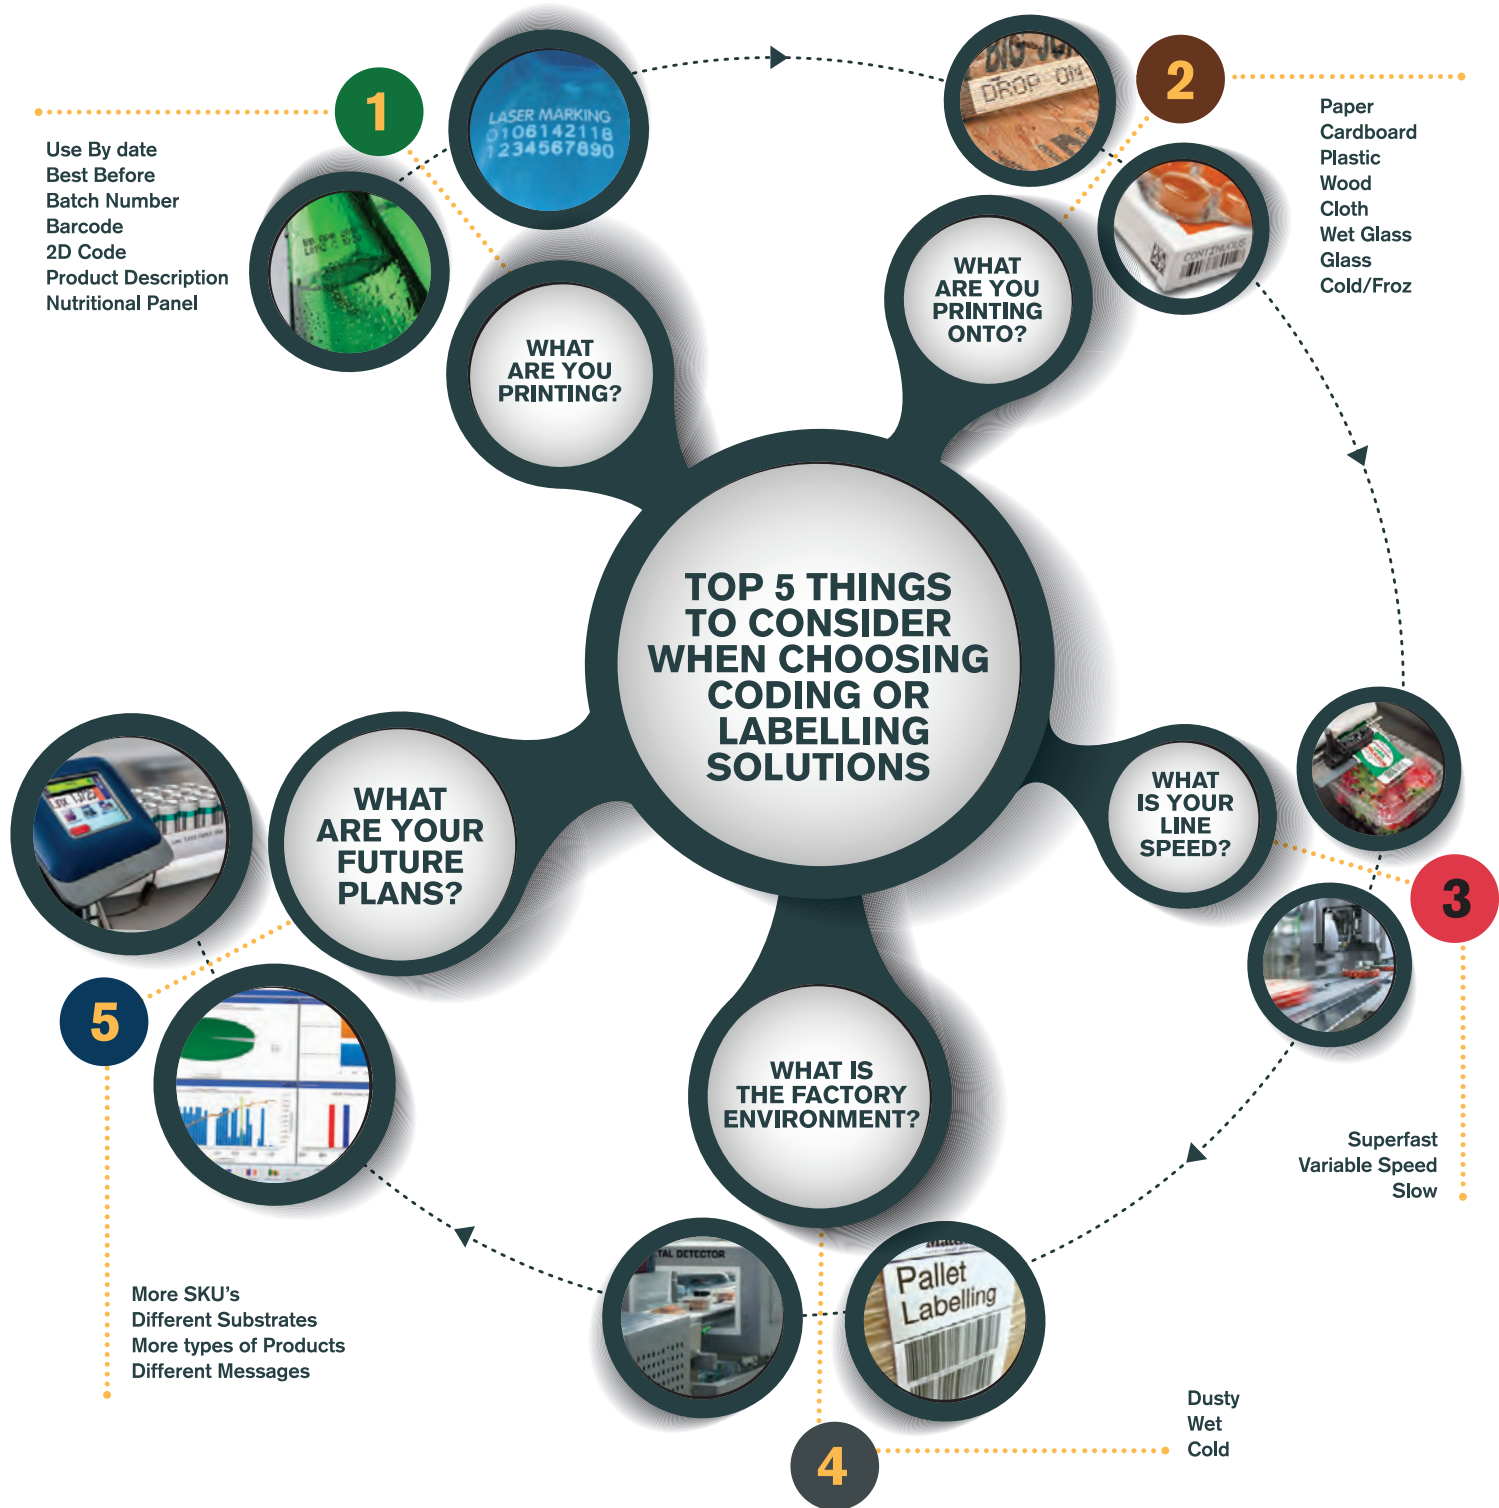 TOP 5 THINGS
TO CONSIDER
WHEN CHOOSING
CODING OR
LABELLING
SOLUTIONS
1
WHAT
ARE YOU
PRINTING?
Use By date
Best Before
Batch Number
Barcode
2D Code
Product Description
Nutritional Panel
LASER MARKING
0106142118
1234567890
2
WHAT
ARE YOU
PRINTING
ONTO?
Paper
Cardboard
Plastic
Wood
Cloth
Wet Glass
Glass
Cold/Froz
DROP ON
CONTINUOUS
3
WHAT
IS YOUR
LINE
SPEED?
Superfast
Variable Speed
Slow
4
WHAT IS
THE FACTORY
ENVIRONMENT?
Dusty
Wet
Cold
TAL DETECTOR
Pallet
Labelling
5
WHAT
ARE YOUR
FUTURE
PLANS?
More SKU's
Different Substrates
More types of Products
Different Messages